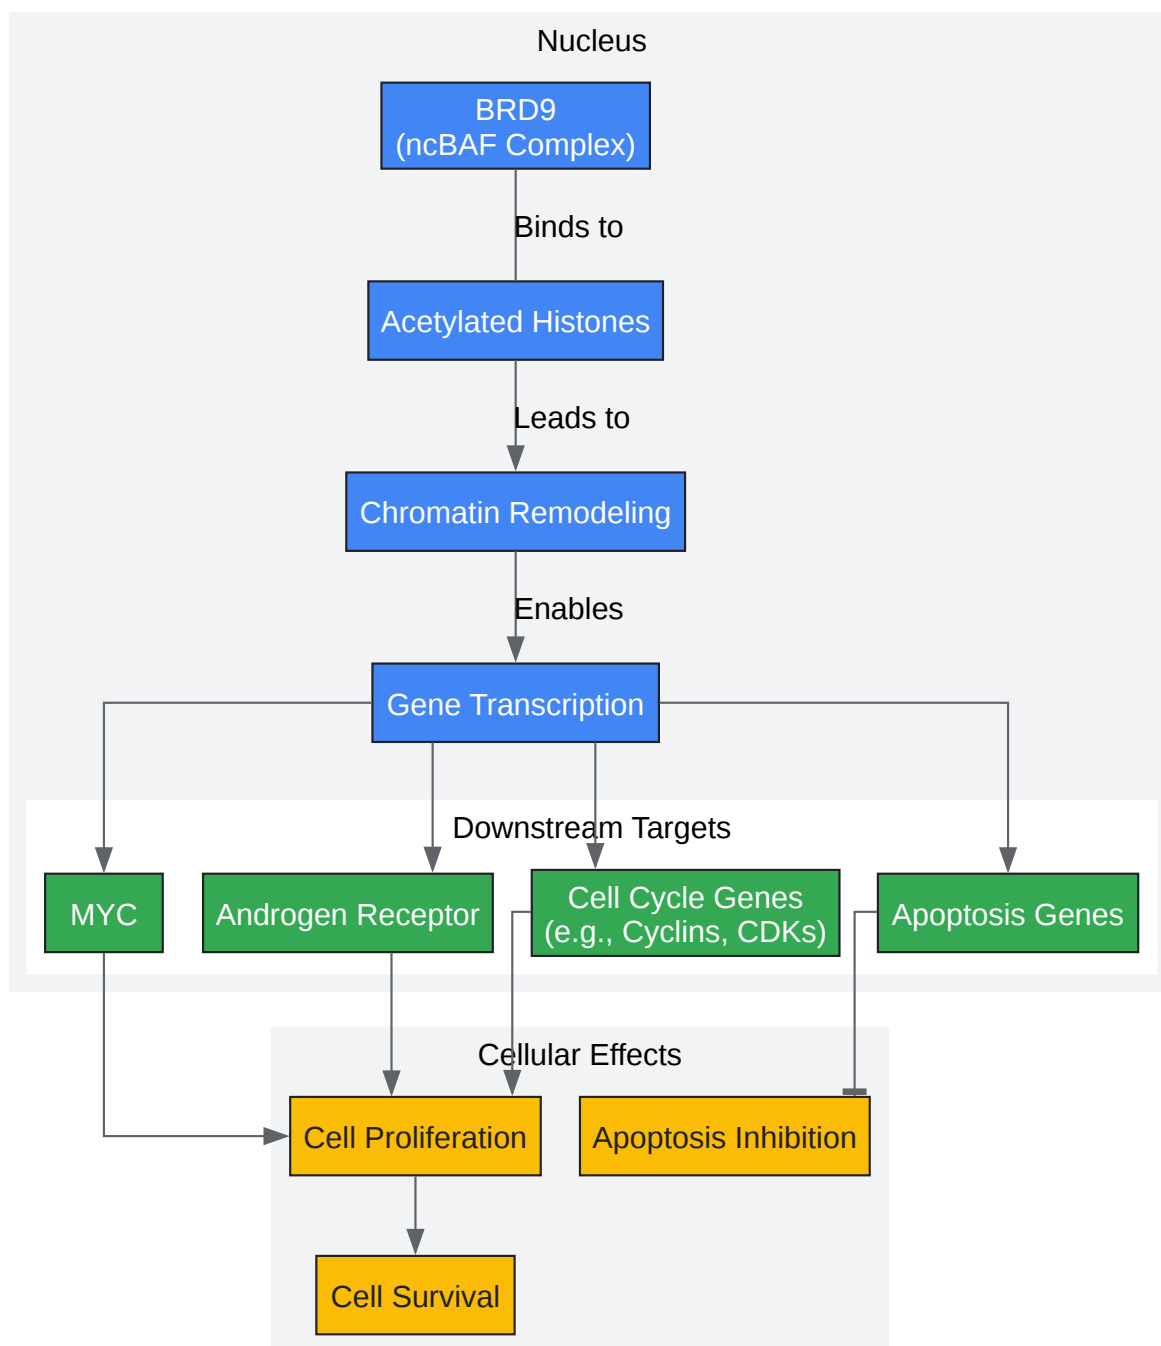 Nucleus
BRD9
(ncBAF Complex)
Binds to
Acetylated Histones
Leads to
Chromatin Remodeling
Enables
Gene Transcription
Downstream Targets
MYC
Androgen Receptor
Cell Cycle Genes
(e.g., Cyclins, CDKs)
Apoptosis Genes
Cellular Effects
Cell Proliferation
Apoptosis Inhibition
Cell Survival